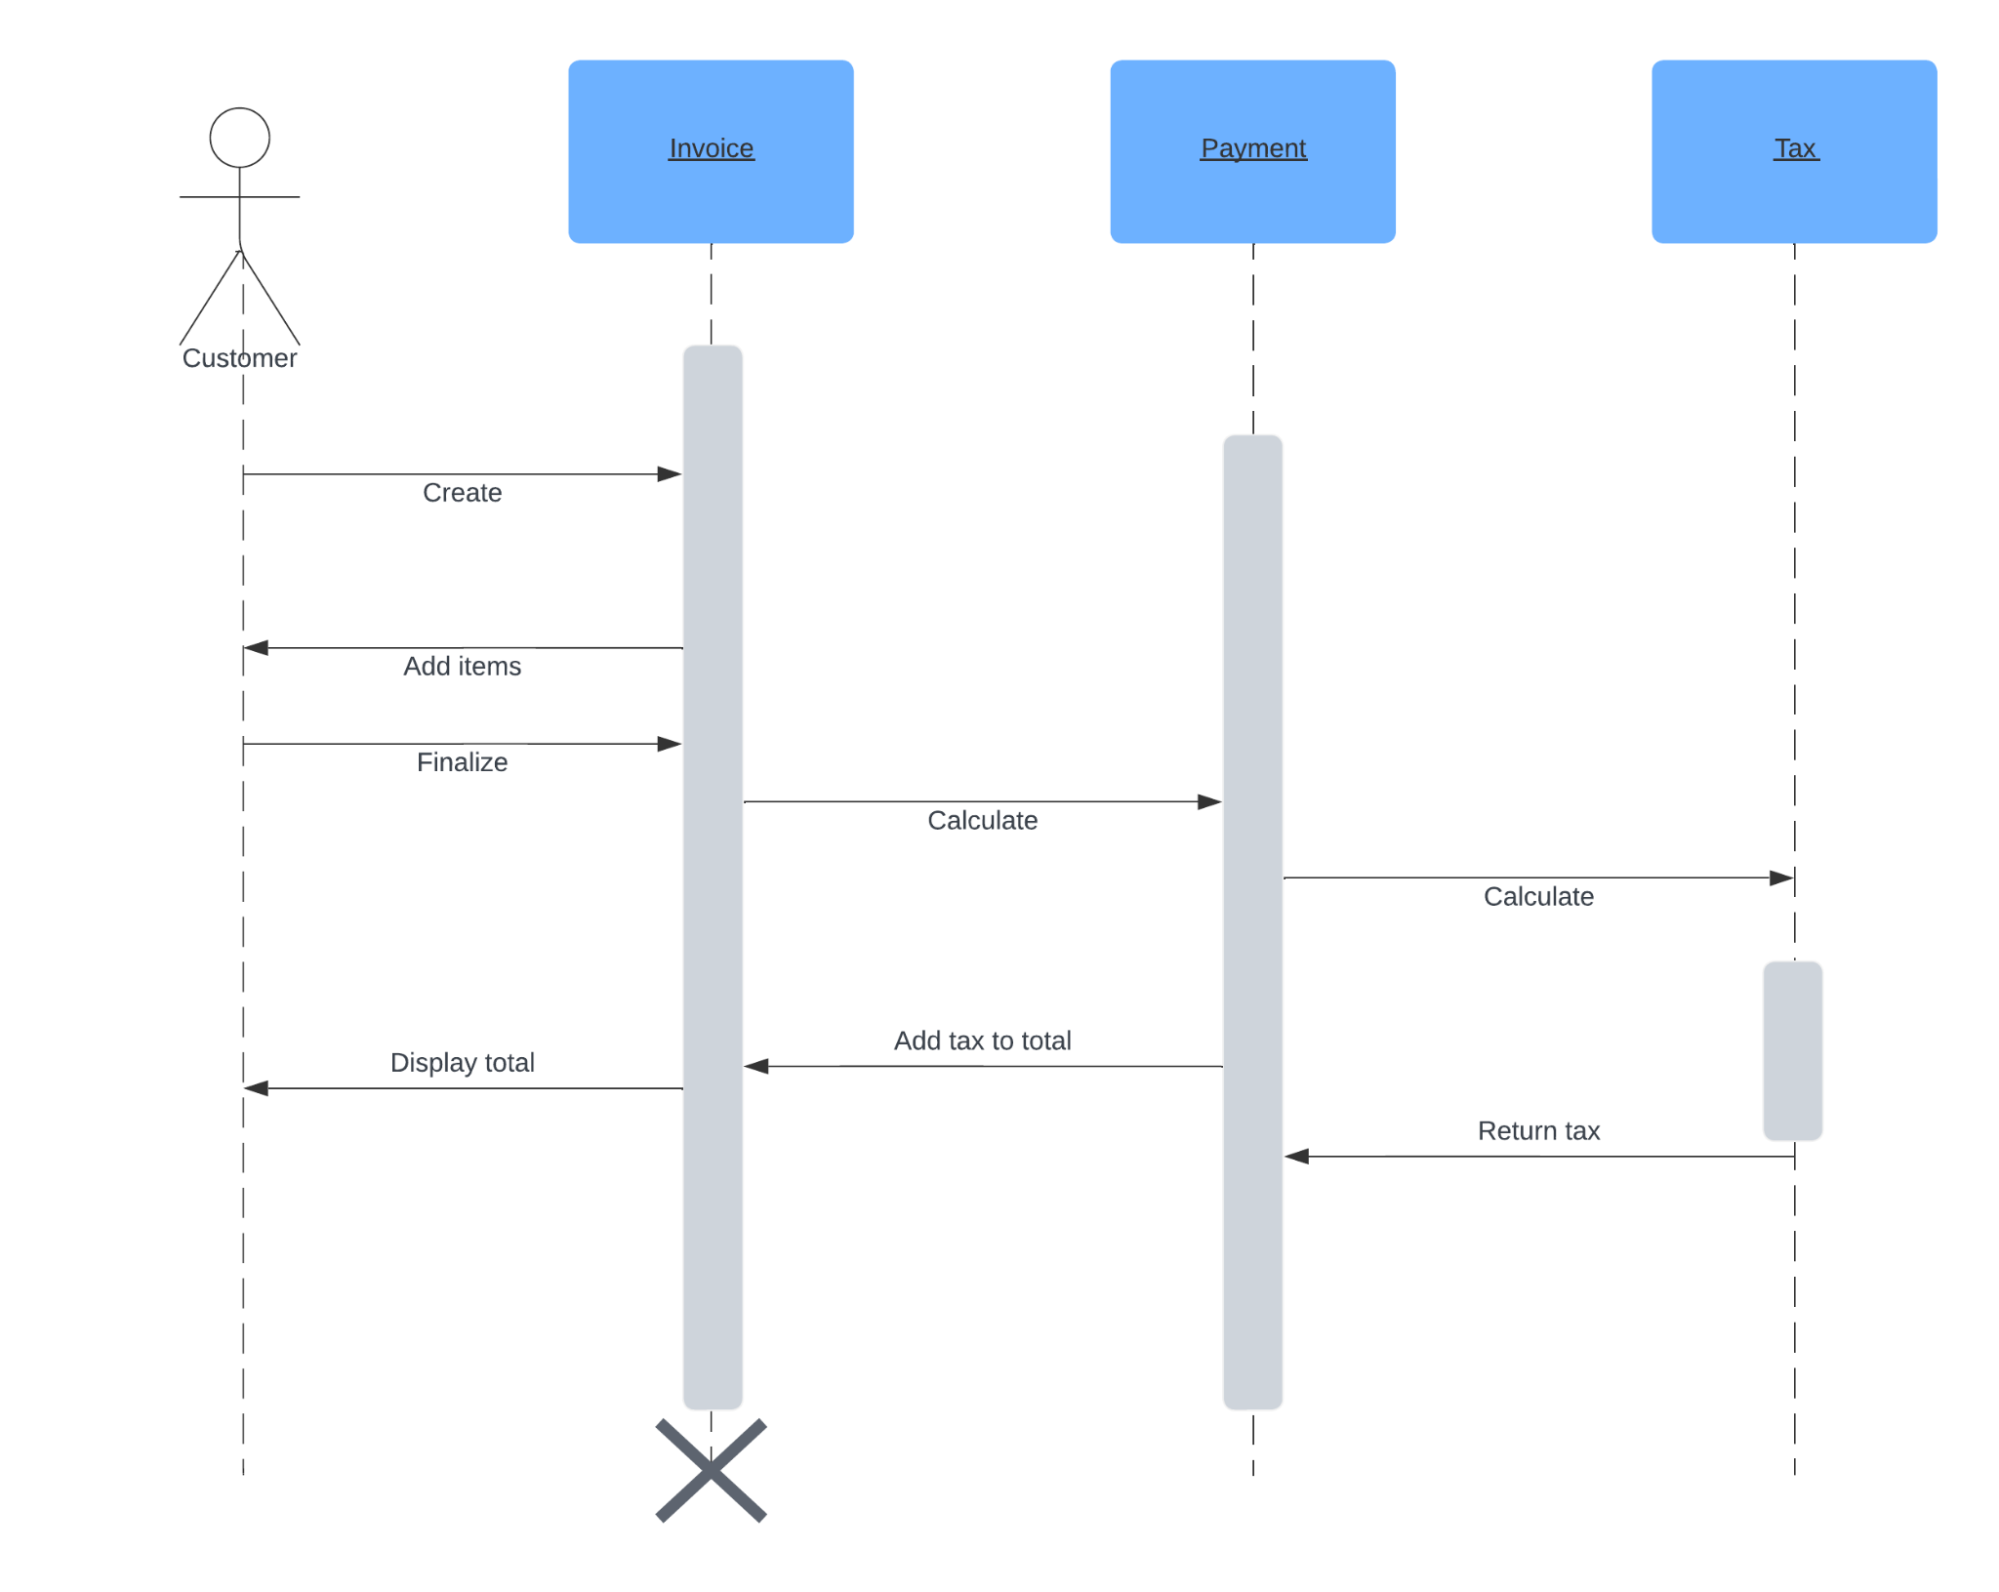 Invoice
Payment
Tax
Customer
Create
Add items
Finalize
Calculate
Calculate
Add tax to total
Display total
Return tax